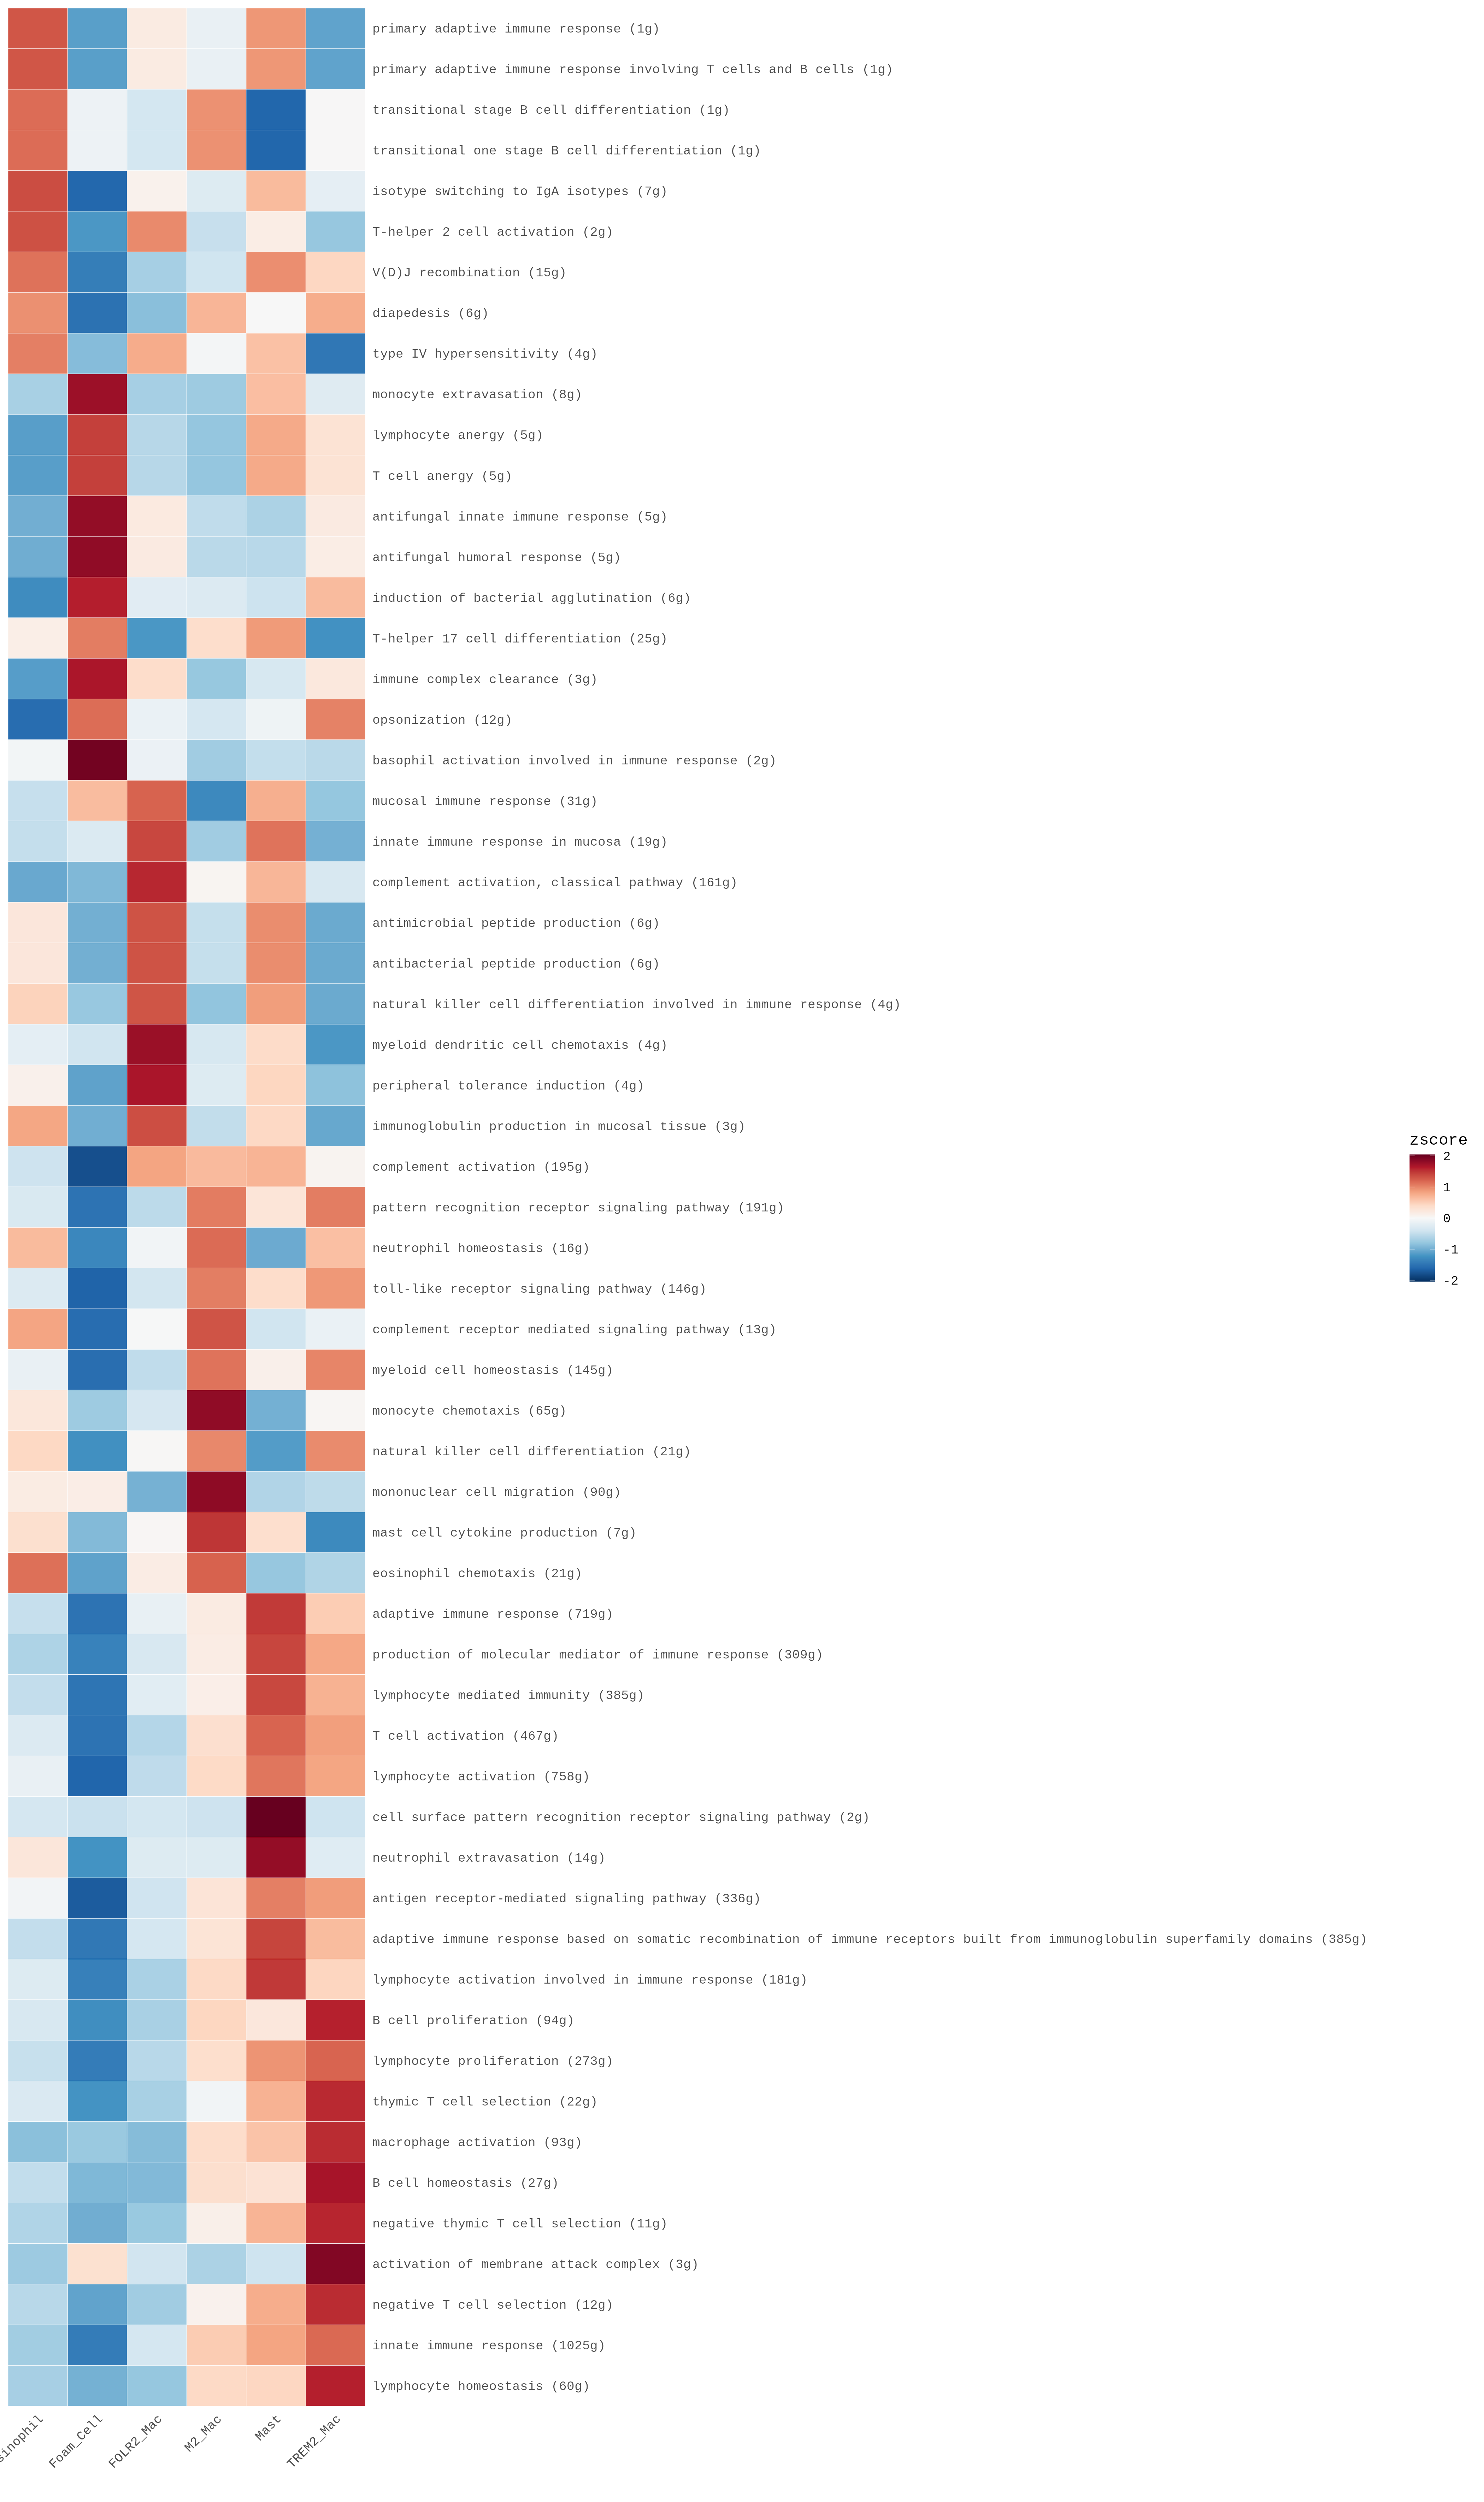 primary adaptive immune response (1g)
primary adaptive immune response involving T cells and B cells (1g)
transitional stage B cell differentiation (1g)
transitional one stage B cell differentiation (1g)
isotype switching to IgA isotypes (7g)
T-helper 2 cell activation (2g)
V(D)J recombination (15g)
diapedesis (6g)
type IV hypersensitivity (4g)
monocyte extravasation (8g)
lymphocyte anergy (5g)
T cell anergy (5g)
antifungal innate immune response (5g)
antifungal humoral response (5g)
induction of bacterial agglutination (6g)
T-helper 17 cell differentiation (25g)
immune complex clearance (3g)
opsonization (12g)
basophil activation involved in immune response (2g)
mucosal immune response (31g)
innate immune response in mucosa (19g)
complement activation, classical pathway (161g)
antimicrobial peptide production (6g)
antibacterial peptide production (6g)
natural killer cell differentiation involved in immune response (4g)
myeloid dendritic cell chemotaxis (4g)
peripheral tolerance induction (4g)
immunoglobulin production in mucosal tissue (3g)
complement activation (195g)
pattern recognition receptor signaling pathway (191g)
neutrophil homeostasis (16g)
toll-like receptor signaling pathway (146g)
complement receptor mediated signaling pathway (13g)
myeloid cell homeostasis (145g)
monocyte chemotaxis (65g)
natural killer cell differentiation (21g)
mononuclear cell migration (90g)
mast cell cytokine production (7g)
eosinophil chemotaxis (21g)
adaptive immune response (719g)
production of molecular mediator of immune response (309g)
lymphocyte mediated immunity (385g)
T cell activation (467g)
lymphocyte activation (758g)
cell surface pattern recognition receptor signaling pathway (2g)
neutrophil extravasation (14g)
antigen receptor-mediated signaling pathway (336g)
adaptive immune response based on somatic recombination of immune receptors built from immunoglobulin superfamily domains (385g)
lymphocyte activation involved in immune response (181g)
B cell proliferation (94g)
lymphocyte proliferation (273g)
thymic T cell selection (22g)
macrophage activation (93g)
B cell homeostasis (27g)
negative thymic T cell selection (11g)
activation of membrane attack complex (3g)
negative T cell selection (12g)
innate immune response (1025g)
lymphocyte homeostasis (60g)
sinophil
Foam_Cell
FOLR2_Mac
M2_Mac
Mast
TREM2_Mac
zscore
2
1
0
-1
-2